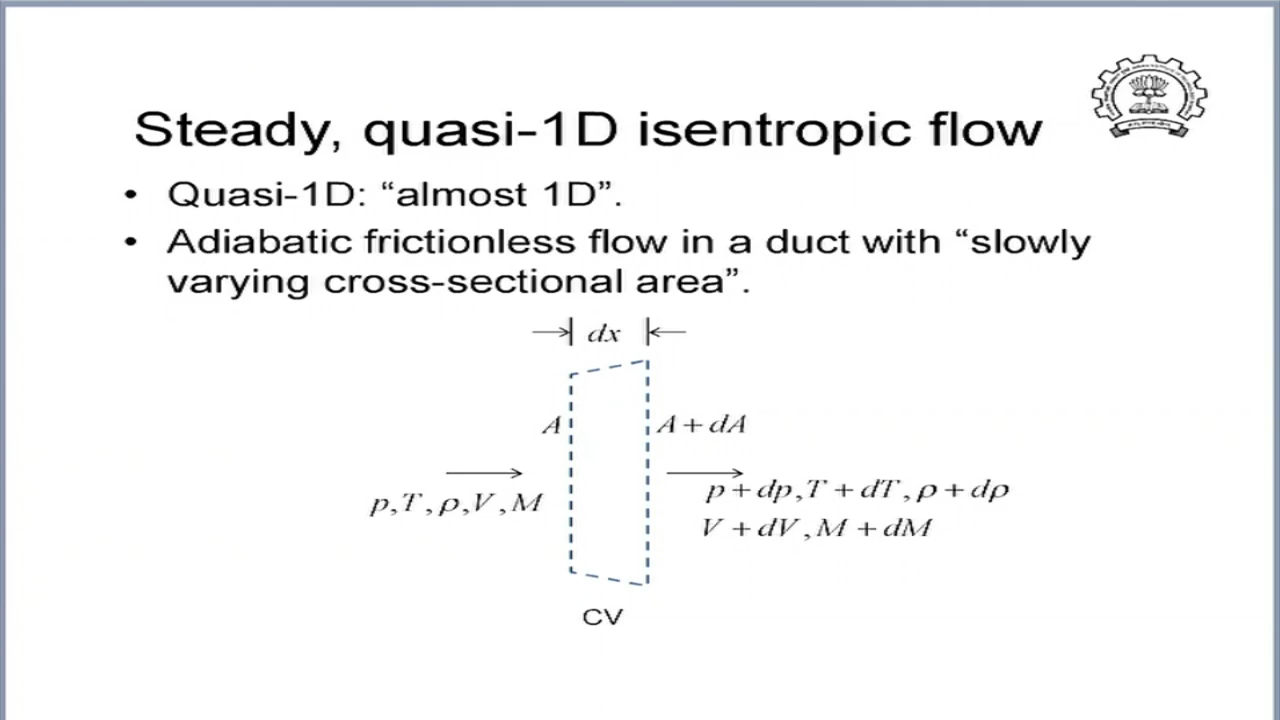 Steady, quasi-1D isentropic flow
• Quasi-1D: “almost 1D”.
• Adiabatic frictionless flow in a duct with “slowly
varying cross-sectional area”.
dx
A
A + dA
p, T, ρ, V, M
p + dp, T + dT, ρ + dρ
V + dV, M + dM
CV